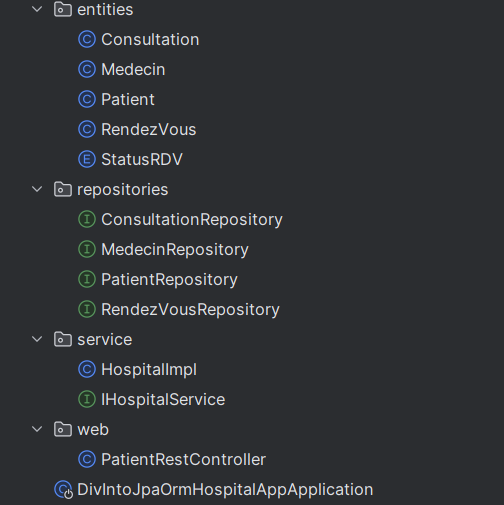 entities
C Consultation
C Medecin
C Patient
C RendezVous
E StatusRDV
repositories
I ConsultationRepository
I MedecinRepository
I PatientRepository
I RendezVousRepository
service
C HospitalImpl
I IHospitalService
web
C PatientRestController
C DivIntoJpaOrmHospitalAppApplication